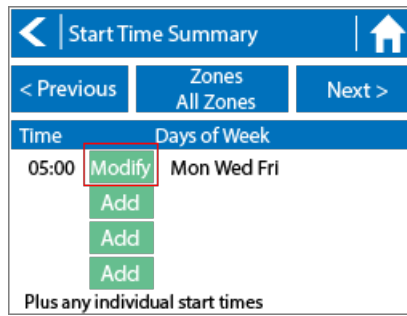 < Start Time Summary
< Previous
Zones
All Zones
Next >
Time Days of Week
05:00 Modify Mon Wed Fri
Add
Add
Add
Plus any individual start times